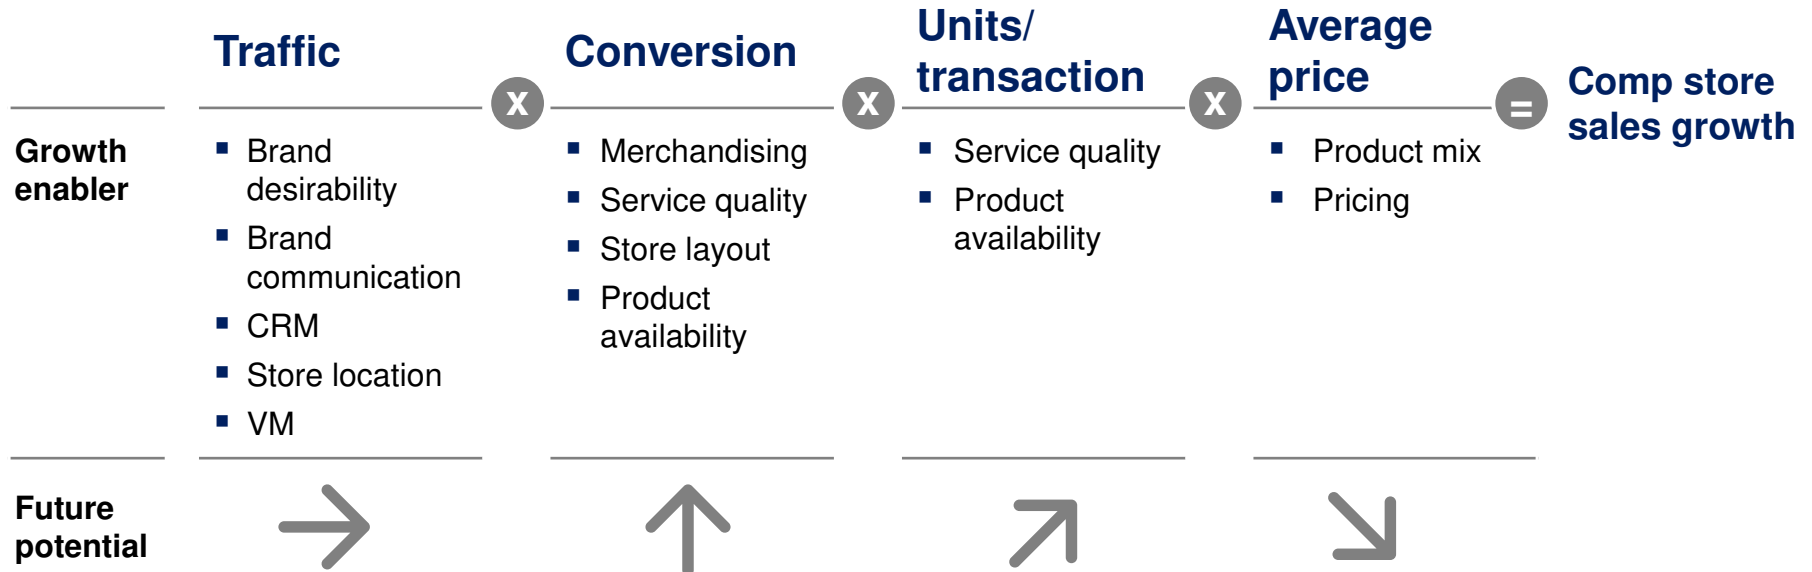 Traffic
Conversion
Units/
transaction
Average
price
x
x
x
=
Comp store
sales growth
Growth
enabler
Brand
desirability
Brand
communication
CRM
Store location
VM
Merchandising
Service quality
Store layout
Product
availability
Service quality
Product
availability
Product mix
Pricing
Future
potential